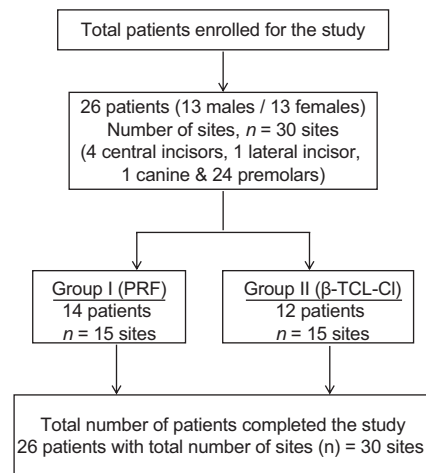 Total patients enrolled for the study
26 patients (13 males / 13 females)
Number of sites, n = 30 sites
(4 central incisors, 1 lateral incisor,
1 canine & 24 premolars)
Group I (PRF)
14 patients
n = 15 sites
Group II (β-TCL-Cl)
12 patients
n = 15 sites
Total number of patients completed the study
26 patients with total number of sites (n) = 30 sites